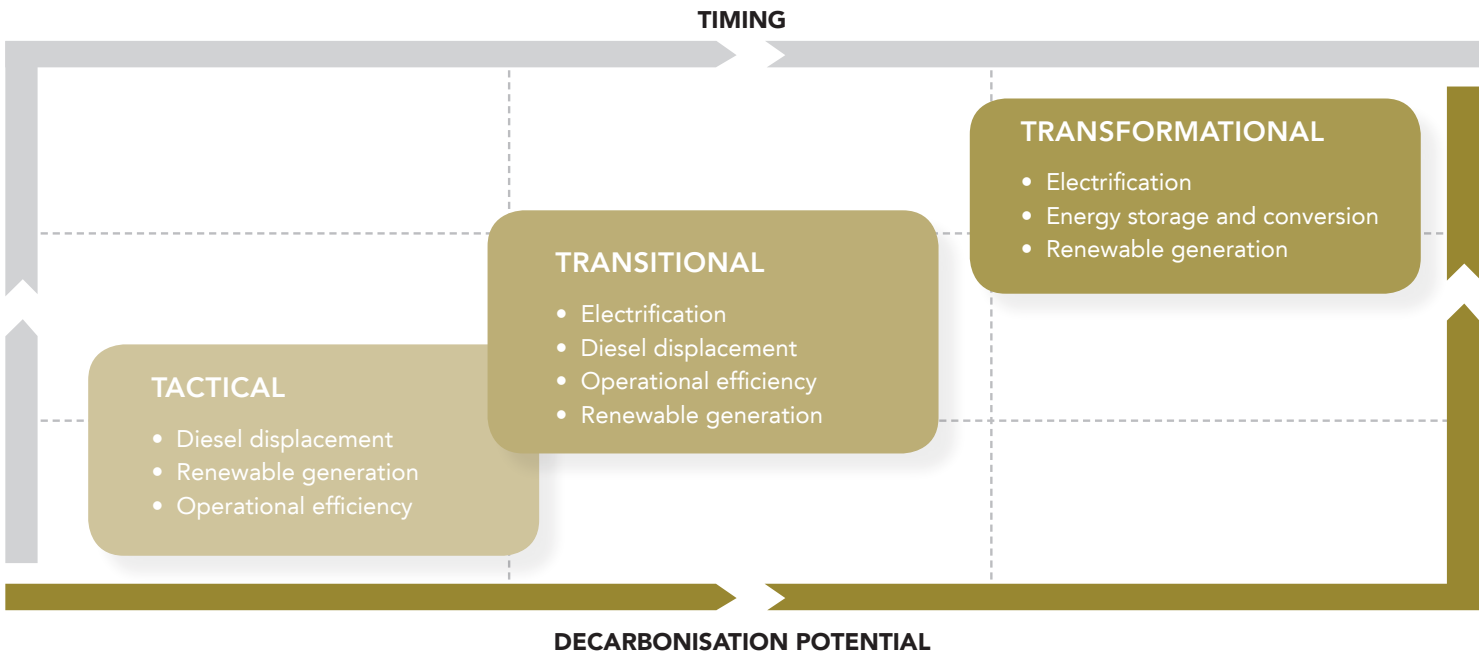 TIMING
TRANSFORMATIONAL
• Electrification
• Energy storage and conversion
• Renewable generation
TRANSITIONAL
• Electrification
• Diesel displacement
• Operational efficiency
• Renewable generation
TACTICAL
• Diesel displacement
• Renewable generation
• Operational efficiency
DECARBONISATION POTENTIAL